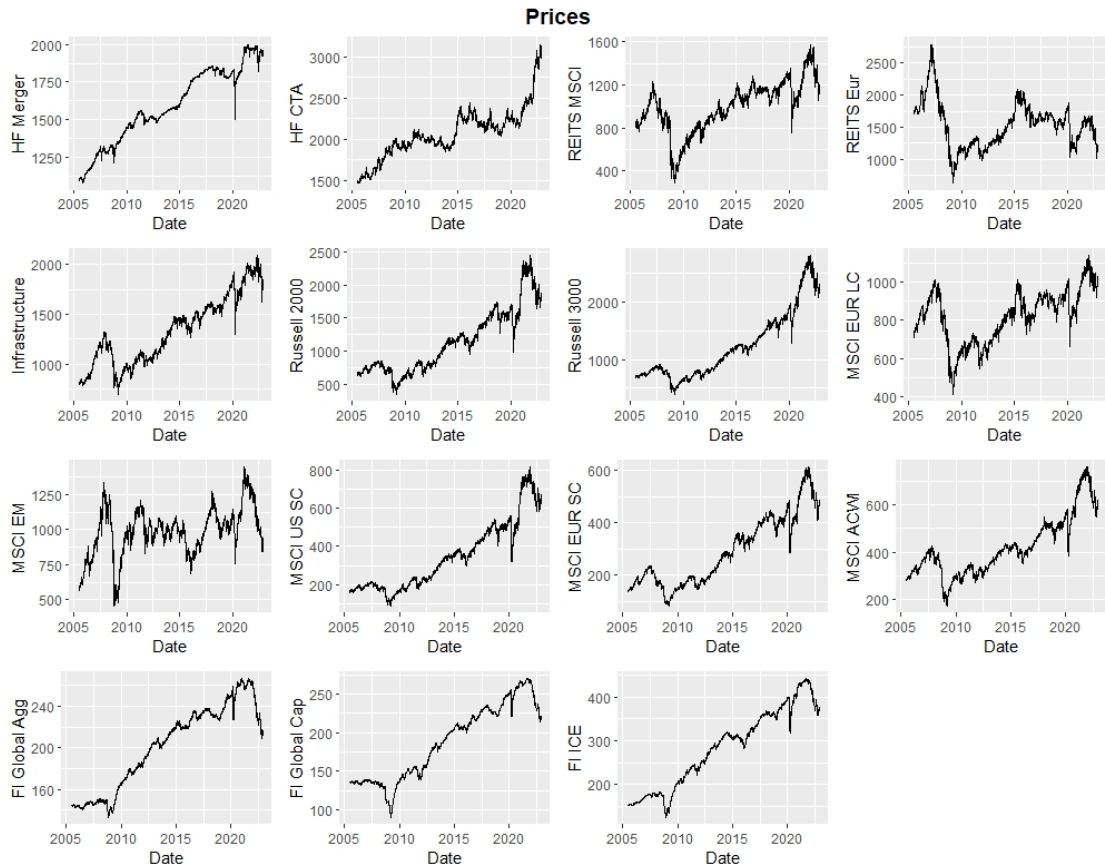 Prices
HF Merger
2000
1750
1500
1250
2005 2010 2015 2020
Date
HF CTA
3000
2500
2000
1500
2005 2010 2015 2020
Date
REITS MSCI
1600
1200
800
400
2005 2010 2015 2020
Date
REITS Eur
2500
2000
1500
1000
2005 2010 2015 2020
Date
Infrastructure
2000
1500
1000
2005 2010 2015 2020
Date
Russell 2000
2500
2000
1500
1000
500
2005 2010 2015 2020
Date
Russell 3000
2000
1000
2005 2010 2015 2020
Date
MSCI EUR LC
1000
800
600
400
2005 2010 2015 2020
Date
MSCI EM
1250
1000
750
500
2005 2010 2015 2020
Date
MSCI US SC
800
600
400
200
2005 2010 2015 2020
Date
MSCI EUR SC
600
400
200
2005 2010 2015 2020
Date
MSCI ACWI
600
400
200
2005 2010 2015 2020
Date
FI Global Agg
240
200
160
2005 2010 2015 2020
Date
FI Global Cap
250
200
150
100
2005 2010 2015 2020
Date
FI ICE
400
300
200
2005 2010 2015 2020
Date